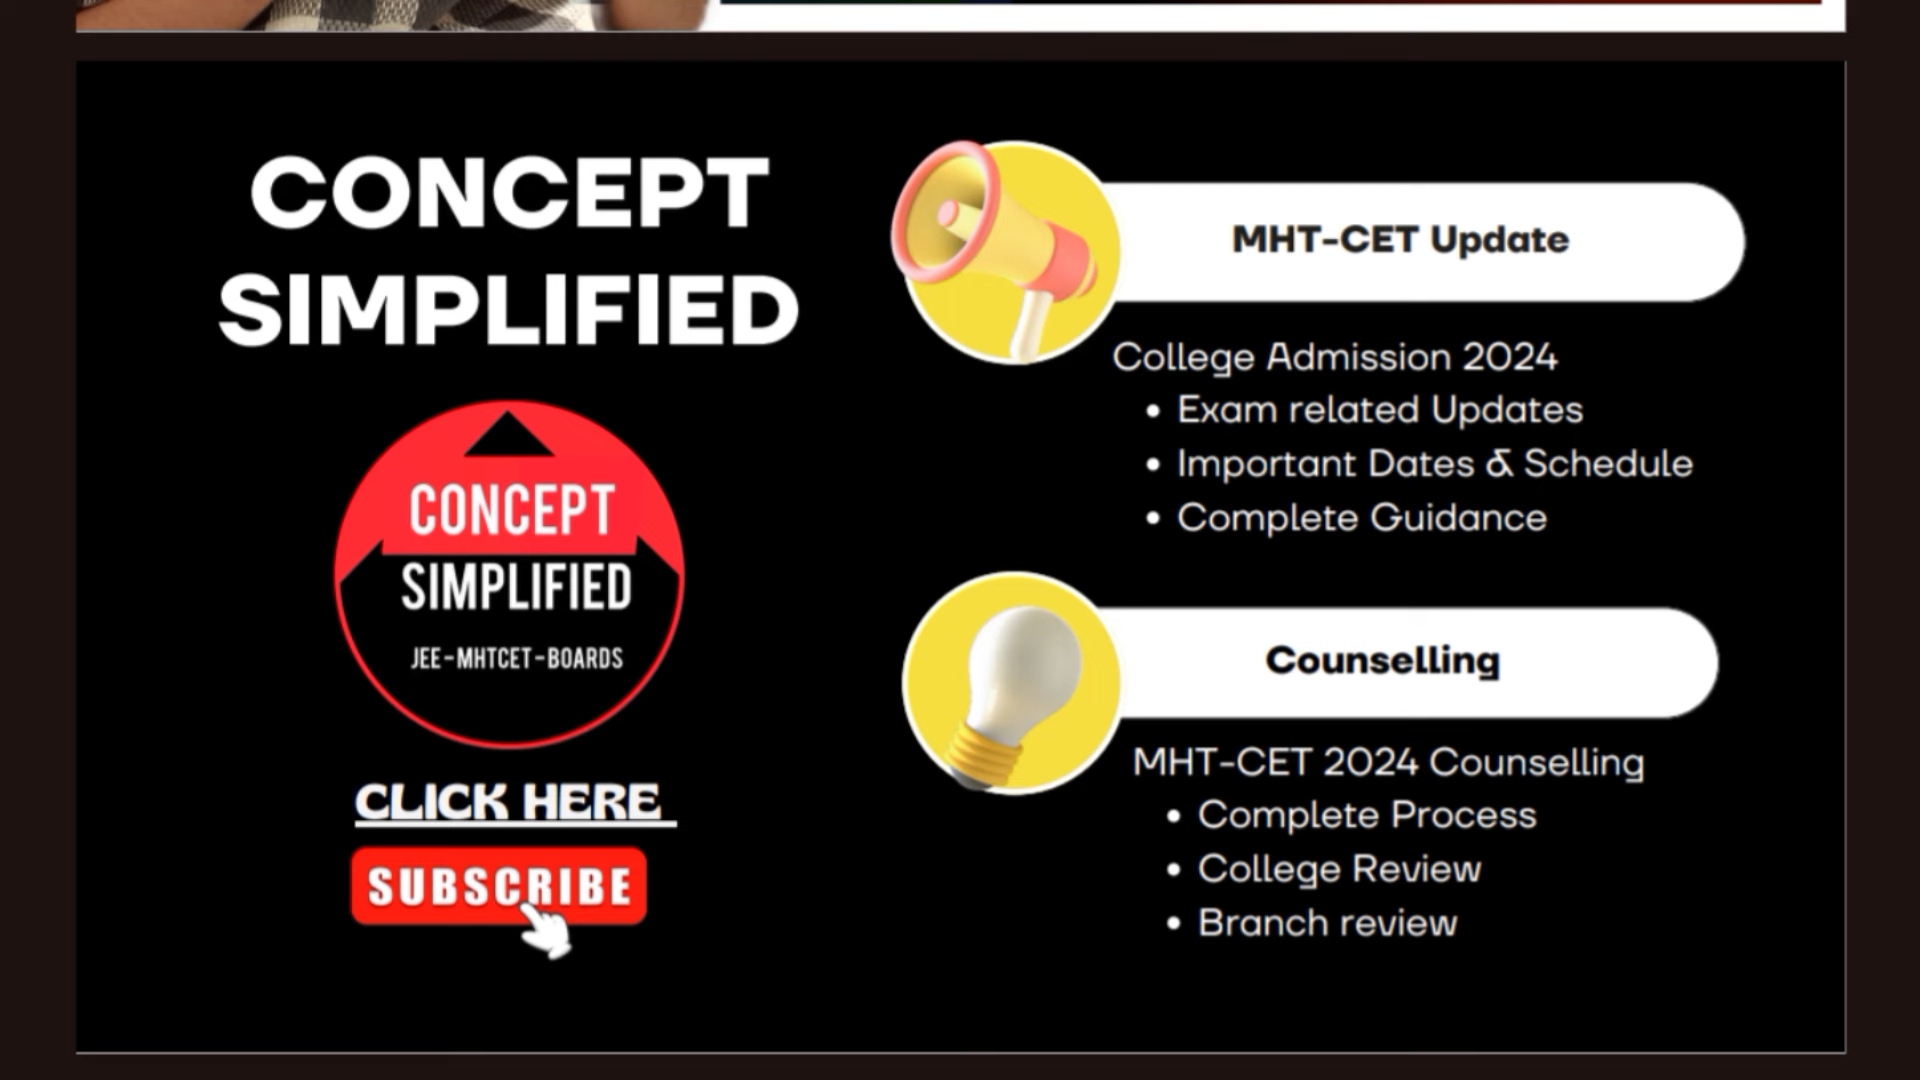 CONCEPT
SIMPLIFIED
CONCEPT
SIMPLIFIED
JEE-MHTCET-BOARDS
CLICK HERE
SUBSCRIBE
MHT-CET Update
College Admission 2024
• Exam related Updates
• Important Dates & Schedule
• Complete Guidance
Counselling
MHT-CET 2024 Counselling
• Complete Process
• College Review
• Branch review